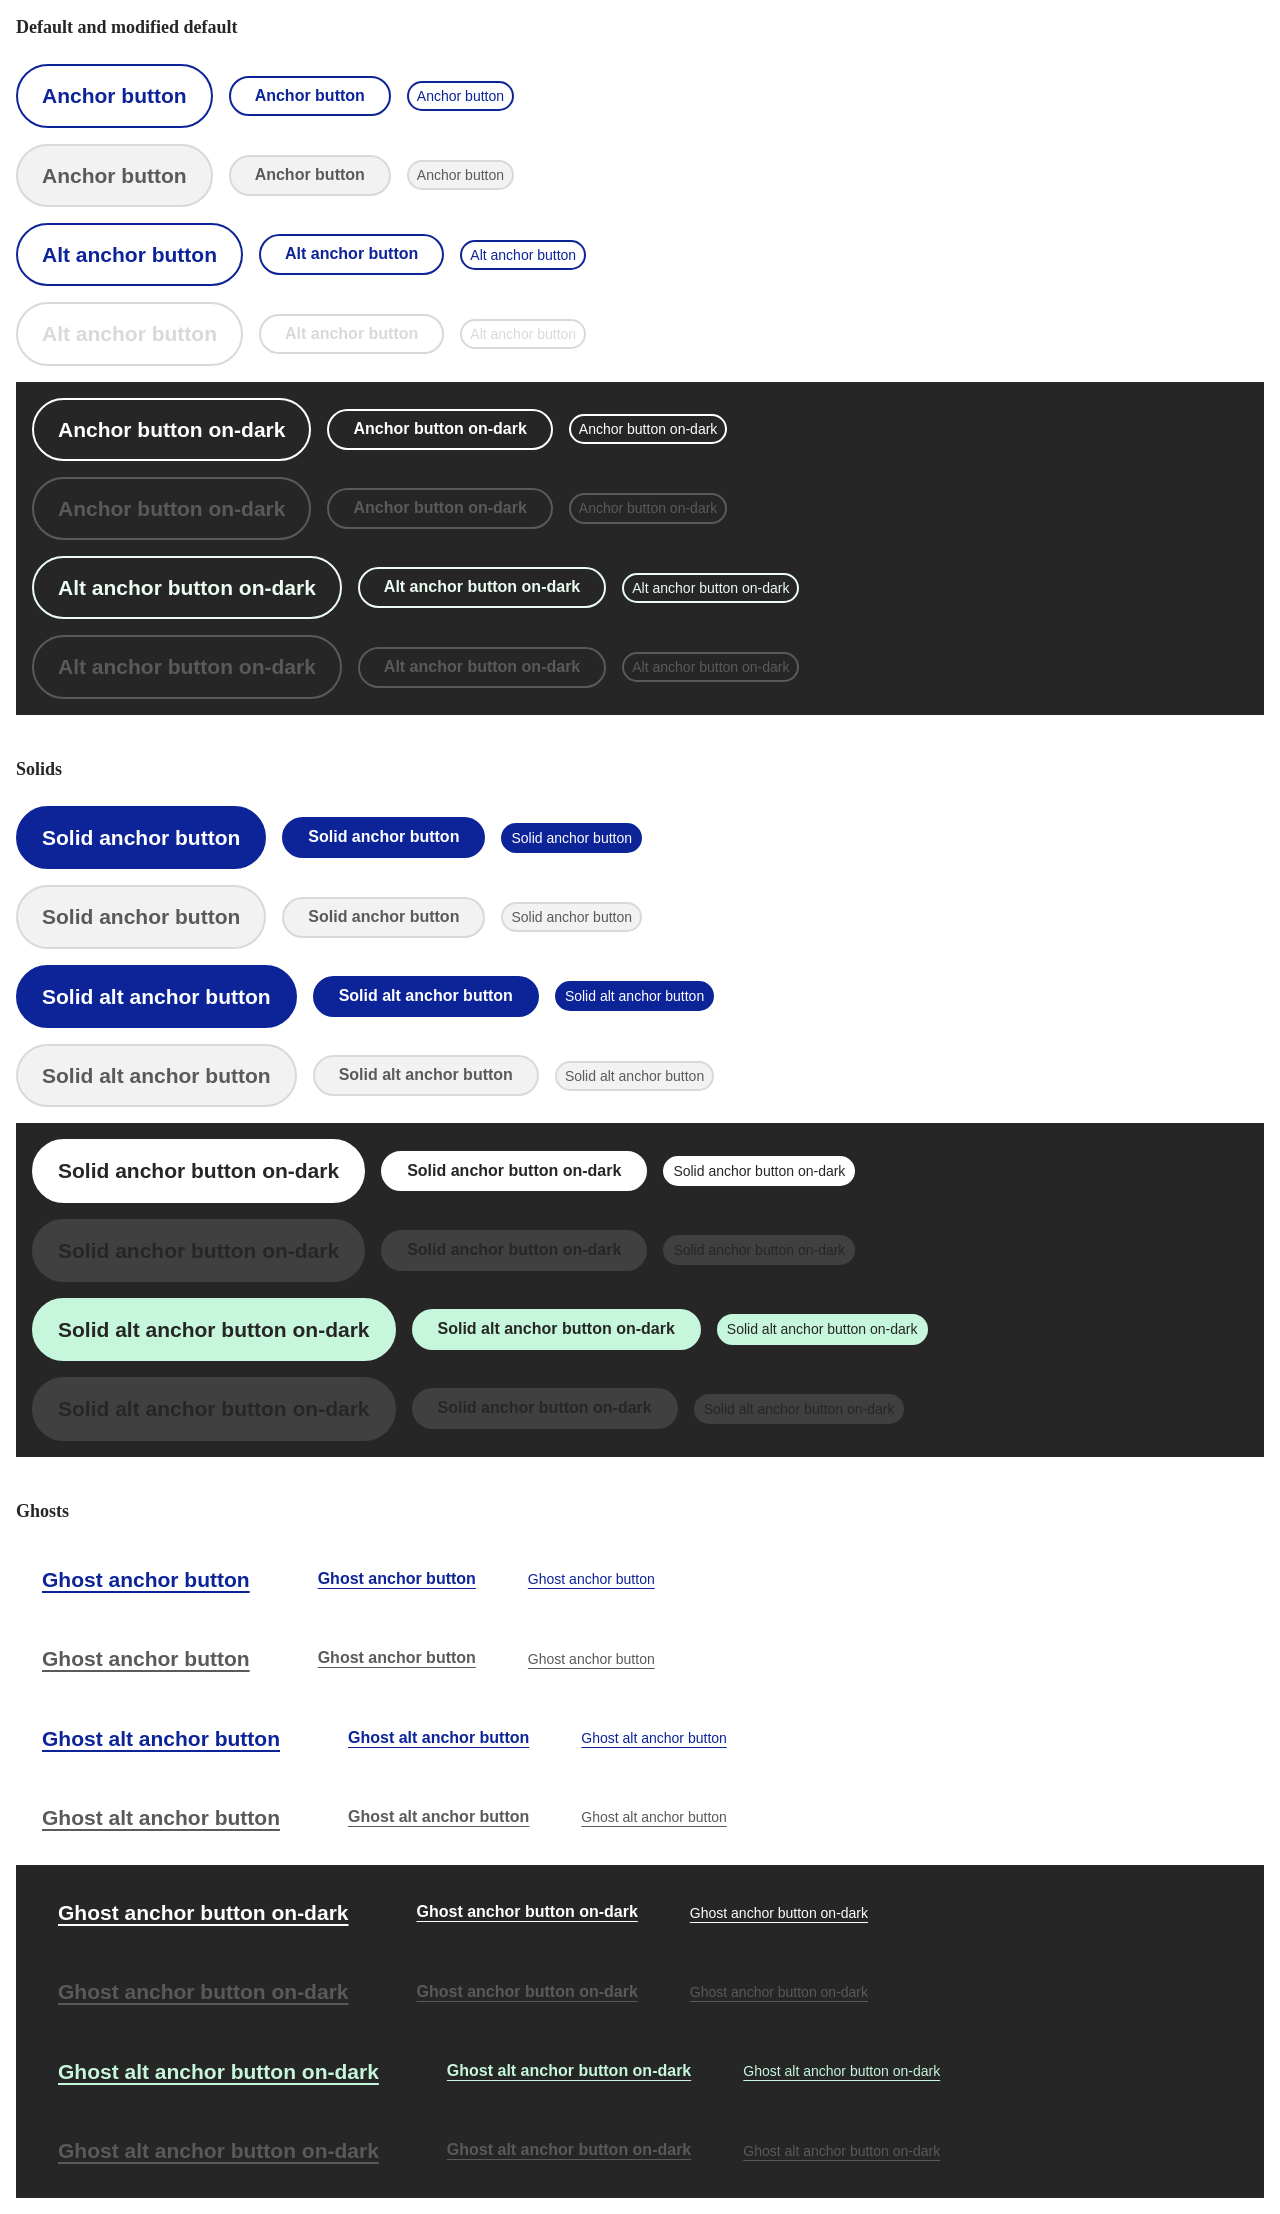 Default and modified default
Anchor button Anchor button Anchor button
Anchor button Anchor button Anchor button
Alt anchor button Alt anchor button Alt anchor button
Alt anchor button Alt anchor button Alt anchor button
Anchor button on-dark Anchor button on-dark Anchor button on-dark
Anchor button on-dark Anchor button on-dark Anchor button on-dark
Alt anchor button on-dark Alt anchor button on-dark Alt anchor button on-dark
Alt anchor button on-dark Alt anchor button on-dark Alt anchor button on-dark
Solids
Solid anchor button Solid anchor button Solid anchor button
Solid anchor button Solid anchor button Solid anchor button
Solid alt anchor button Solid alt anchor button Solid alt anchor button
Solid alt anchor button Solid alt anchor button Solid alt anchor button
Solid anchor button on-dark Solid anchor button on-dark Solid anchor button on-dark
Solid anchor button on-dark Solid anchor button on-dark Solid anchor button on-dark
Solid alt anchor button on-dark Solid alt anchor button on-dark Solid alt anchor button on-dark
Solid alt anchor button on-dark Solid anchor button on-dark Solid alt anchor button on-dark
Ghosts
Ghost anchor button Ghost anchor button Ghost anchor button
Ghost anchor button Ghost anchor button Ghost anchor button
Ghost alt anchor button Ghost alt anchor button Ghost alt anchor button
Ghost alt anchor button Ghost alt anchor button Ghost alt anchor button
Ghost anchor button on-dark Ghost anchor button on-dark Ghost anchor button on-dark
Ghost anchor button on-dark Ghost anchor button on-dark Ghost anchor button on-dark
Ghost alt anchor button on-dark Ghost alt anchor button on-dark Ghost alt anchor button on-dark
Ghost alt anchor button on-dark Ghost alt anchor button on-dark Ghost alt anchor button on-dark